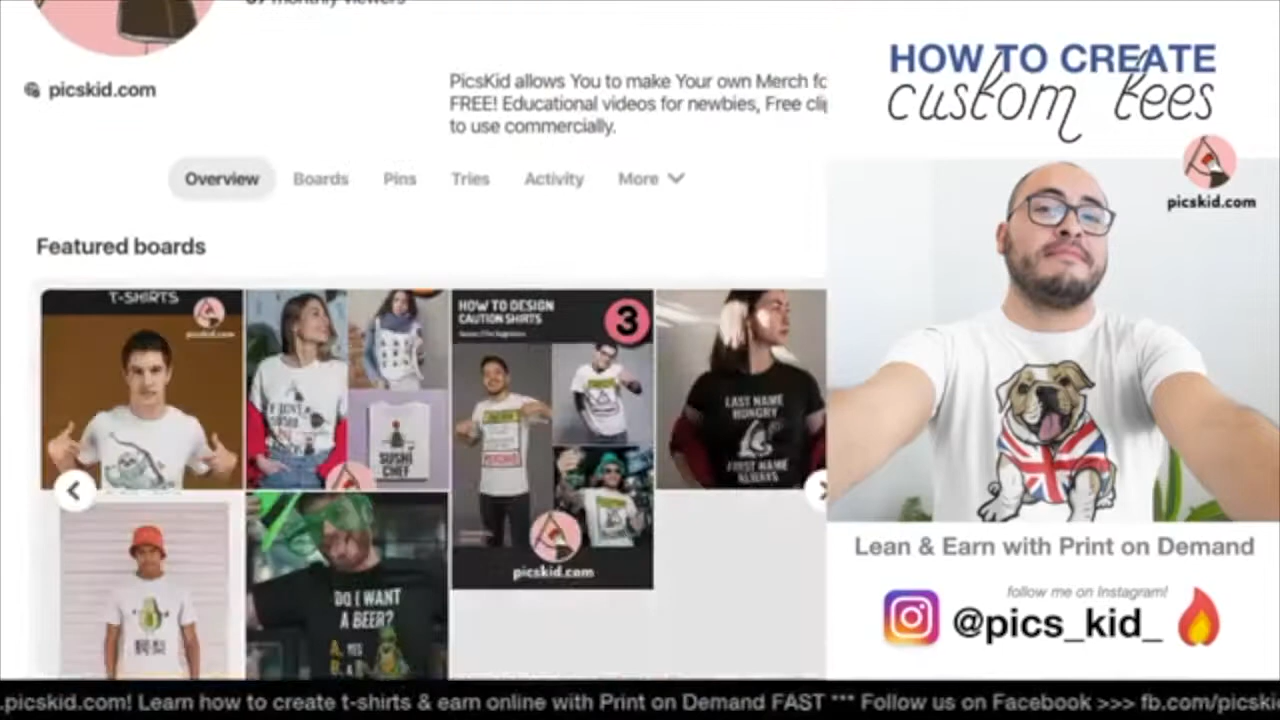 monthly viewers
picskid.com
PicsKid allows You to make Your own Merch fo
FREE! Educational videos for newbies, Free clip
to use commercially.
Overview Boards Pins Tries Activity More
Featured boards
T-SHIRTS
picskid.com
SUSHI
CHEF
HOW TO DESIGN
CAUTION SHIRTS
3
picskid.com
LAST NAME
HUNGRY
FIRST NAME
ALWAYS
DO I WANT
A BEER?
A. YES
B. A
HOW TO CREATE
custom tees
picskid.com
Lean & Earn with Print on Demand
follow me on Instagram!
@pics_kid_
.picskid.com! Learn how to create t-shirts & earn online with Print on Demand FAST *** Follow us on Facebook >>> fb.com/picski